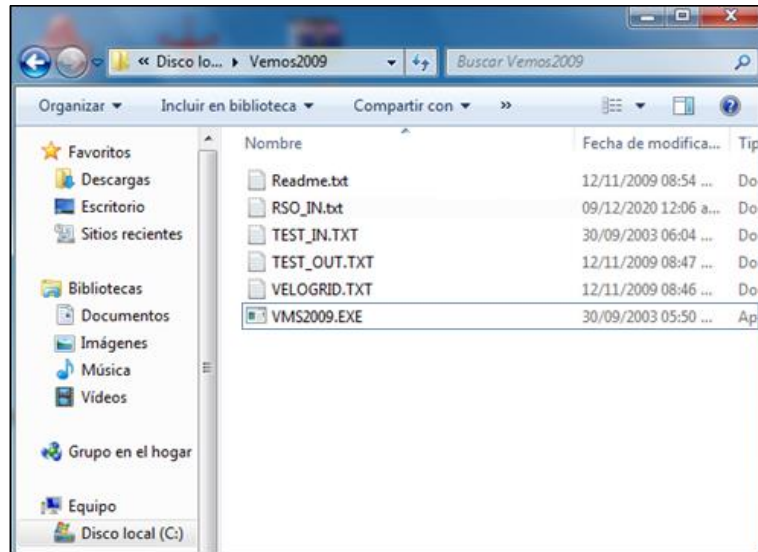 « Disco lo... Vemos2009
Buscar Vemos2009
Organizar Incluir en biblioteca Compartir con »
Favoritos
Descargas
Escritorio
Sitios recientes
Bibliotecas
Documentos
Imágenes
Música
Vídeos
Grupo en el hogar
Equipo
Disco local (C:)
Nombre Fecha de modifica... Tip
Readme.txt 12/11/2009 08:54 ... Do
RSO_IN.txt 09/12/2020 12:06 a... Do
TEST_IN.TXT 30/09/2003 06:04 ... Do
TEST_OUT.TXT 12/11/2009 08:47 ... Do
VELOGRID.TXT 12/11/2009 08:46 ... Do
VMS2009.EXE 30/09/2003 05:50 ... Ap